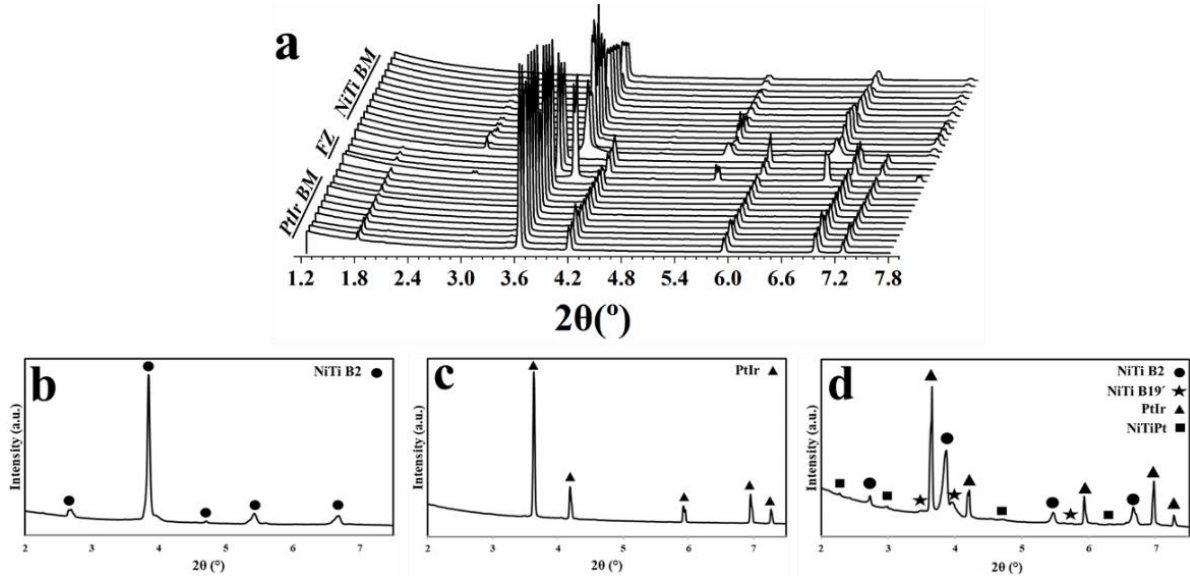 a
NiTi BM
FZ
PtIr BM
1.2 1.8 2.4 3.0 3.6 4.2 4.8 5.4 6.0 6.6 7.2 7.8
2θ(°)
b
NiTi B2
Intensity (a.u.)
2 3 4 5 6 7
2θ (°)
c
PtIr
Intensity (a.u.)
2 3 4 5 6 7
2θ (°)
d
NiTi B2
NiTi B19´
PtIr
NiTiPt
Intensity (a.u.)
2 3 4 5 6 7
2θ (°)